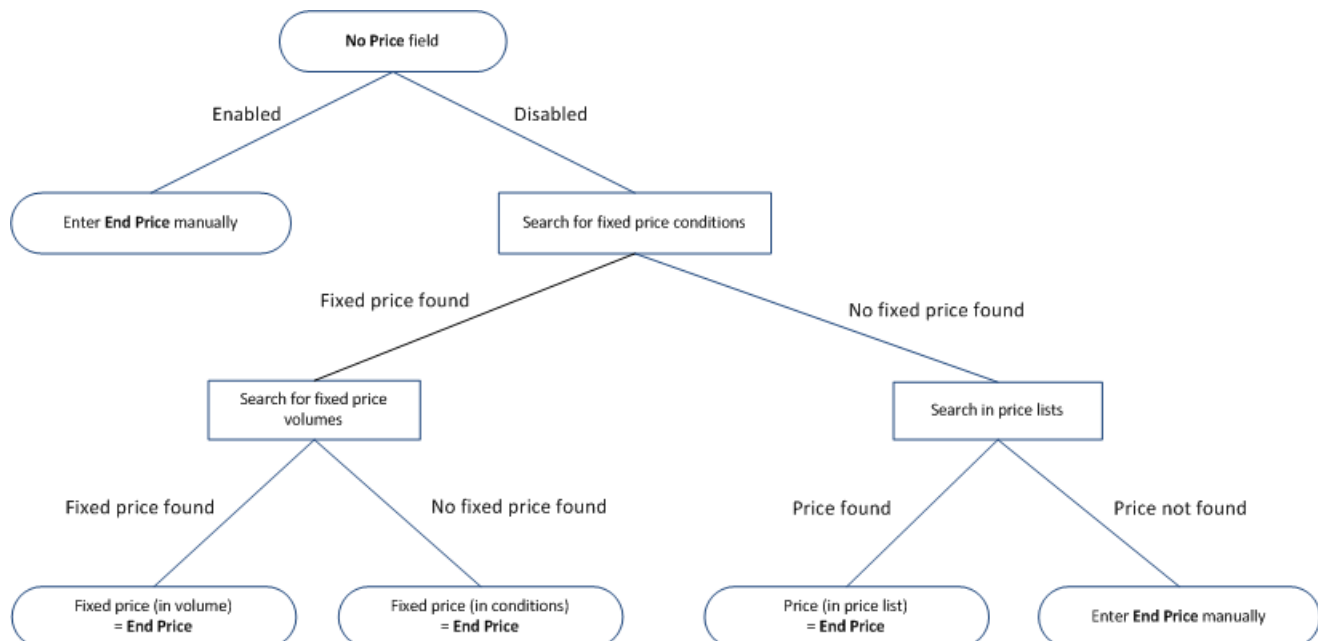 No Price field
Enabled
Disabled
Enter End Price manually
Search for fixed price conditions
Fixed price found
No fixed price found
Search for fixed price
volumes
Search in price lists
Fixed price found
No fixed price found
Price found
Price not found
Fixed price (in volume)
= End Price
Fixed price (in conditions)
= End Price
Price (in price list)
= End Price
Enter End Price manually